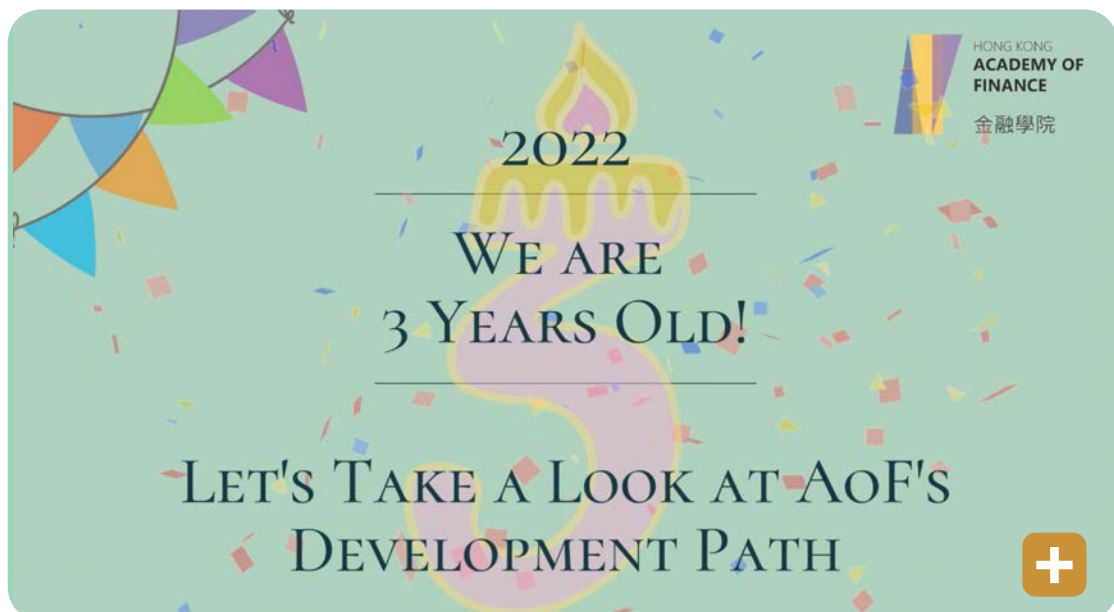 HONG KONG
ACADEMY OF
FINANCE
金融學院
2022
WE ARE
3 YEARS OLD!
LET'S TAKE A LOOK AT AOF'S
DEVELOPMENT PATH